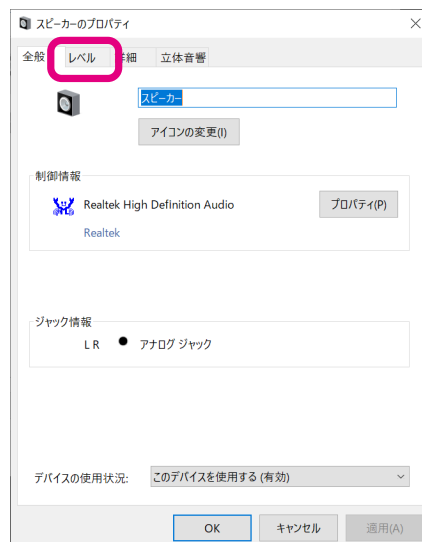 スピーカーのプロパティ
全般 レベル 細 立体音響
スピーカー
アイコンの変更(I)
制御情報
Realtek High Definition Audio プロパティ(P)
Realtek
ジャック情報
L R アナログ ジャック
デバイスの使用状況: このデバイスを使用する (有効)
OK キャンセル 適用(A)